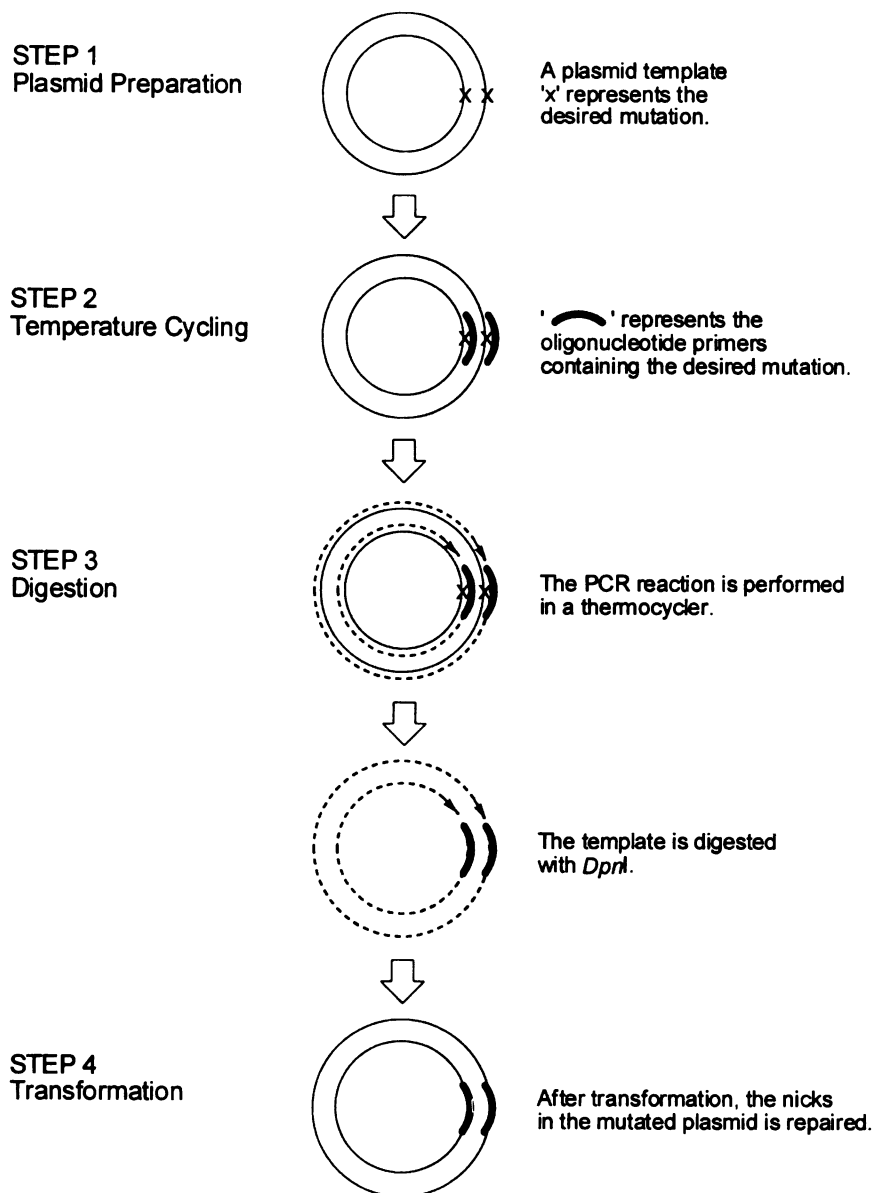 STEP 1
Plasmid Preparation
A plasmid template
'x' represents the
desired mutation.
x x
STEP 2
Temperature Cycling
' ' represents the
oligonucleotide primers
containing the desired mutation.
x x
STEP 3
Digestion
The PCR reaction is performed
in a thermocycler.
x x
The template is digested
with DpnI.
STEP 4
Transformation
After transformation, the nicks
in the mutated plasmid is repaired.